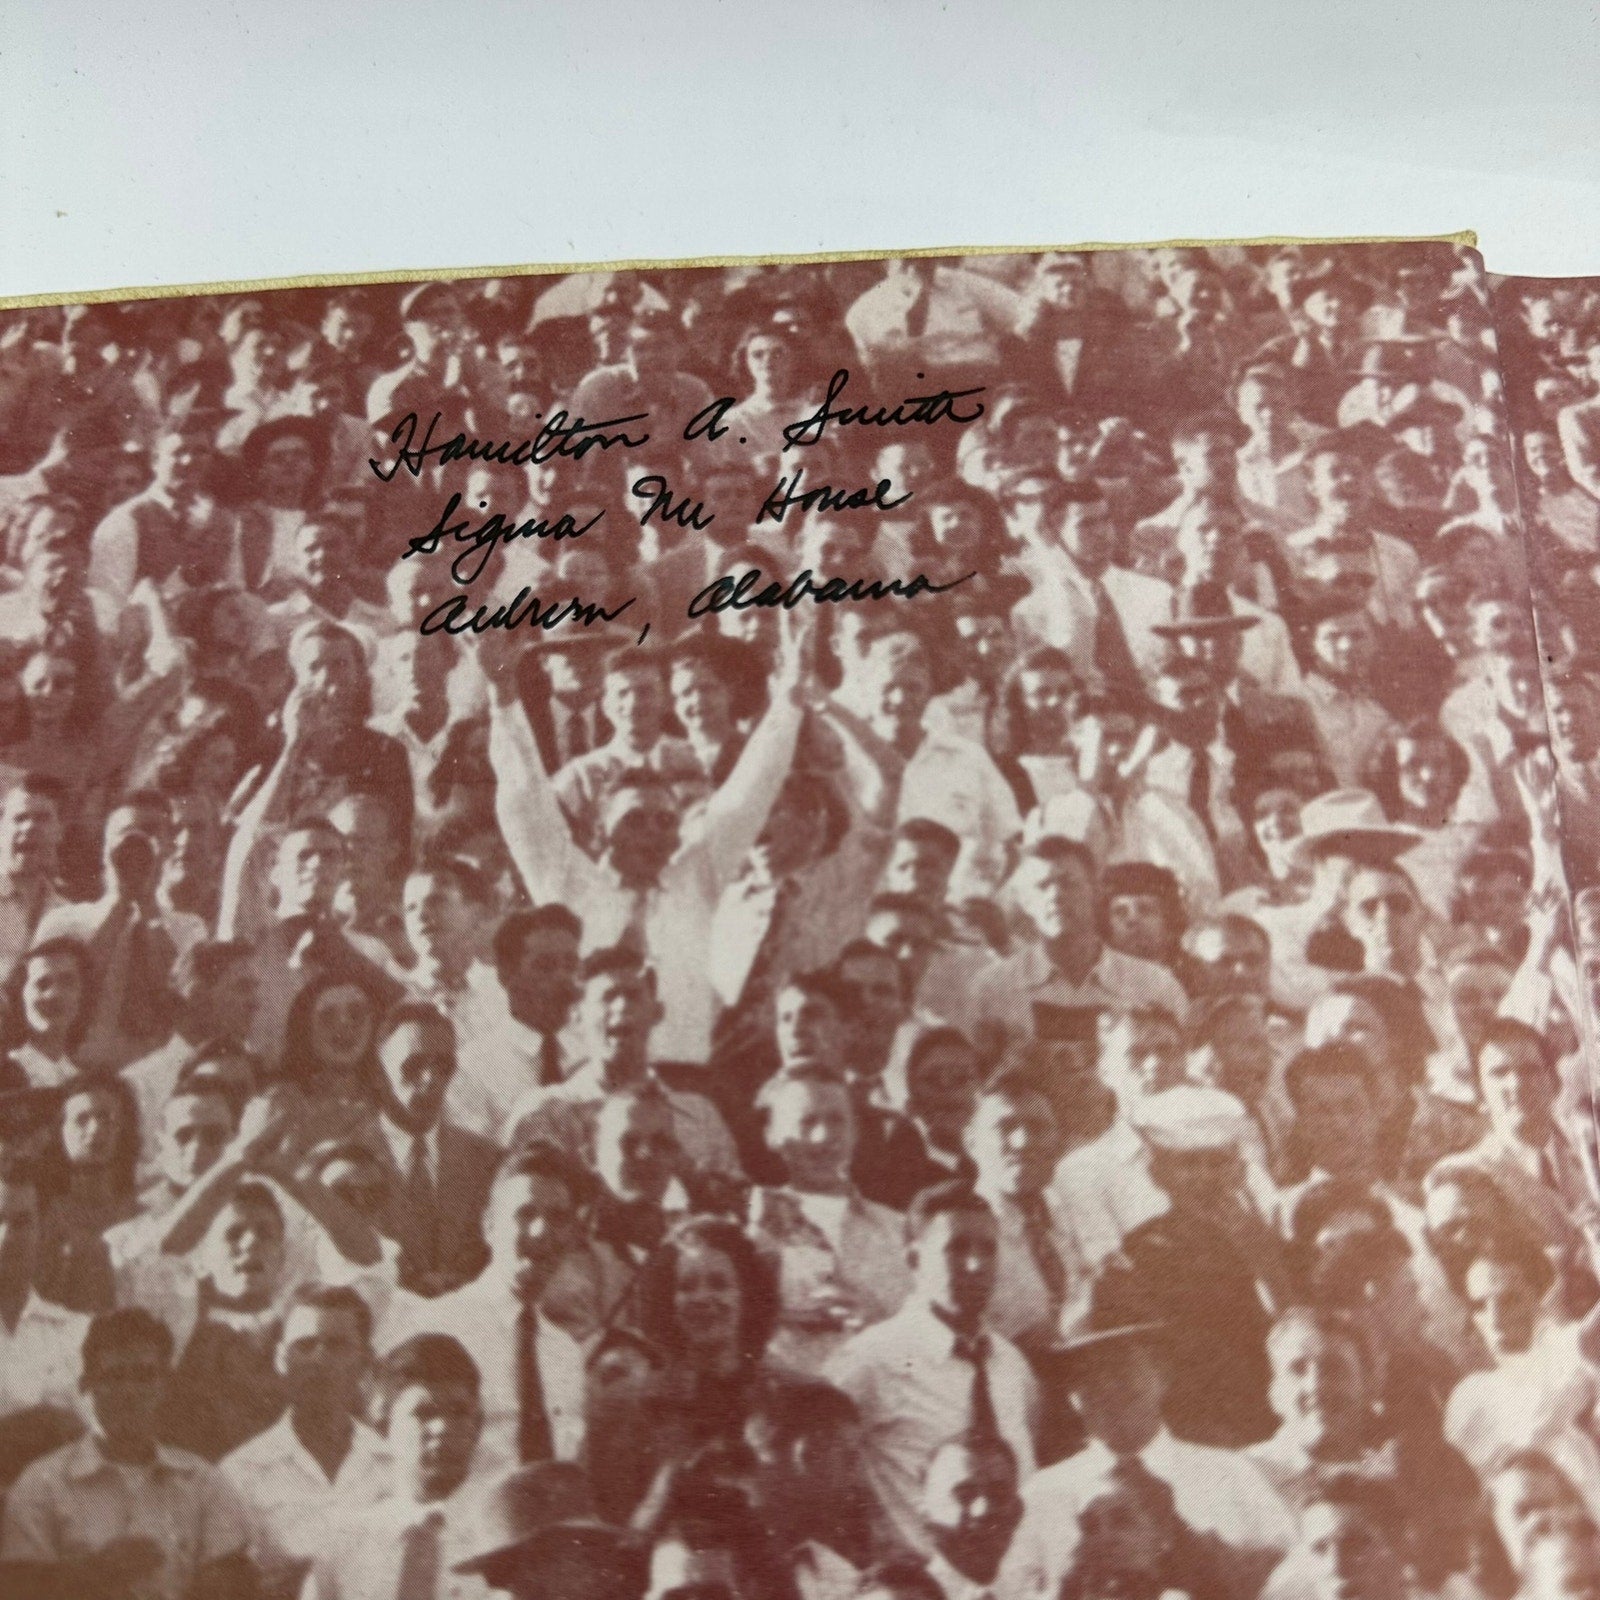 Hamilton A. Smith
Sigma Nu House
Auburn, Alabama